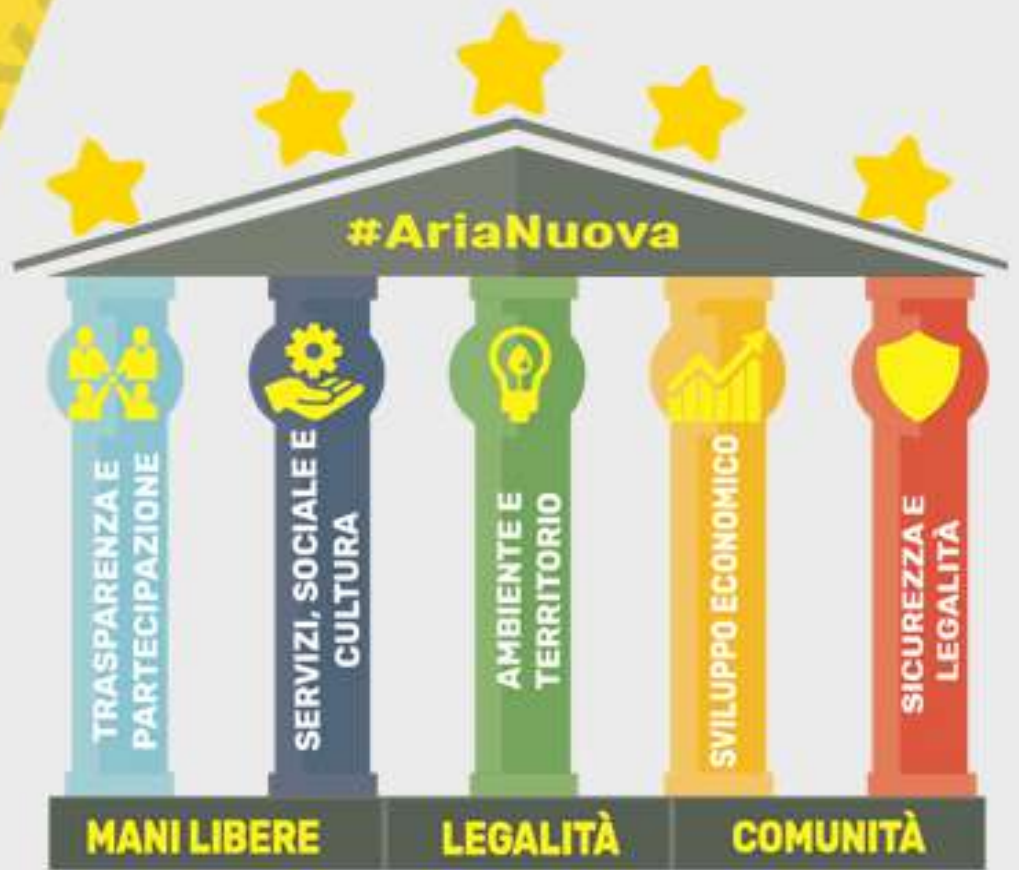 #AriaNuova
TRASPARENZA E
PARTECIPAZIONE
SERVIZI, SOCIALE E
CULTURA
AMBIENTE E
TERRITORIO
SVILUPPO ECONOMICO
SICUREZZA E
LEGALITÀ
MANI LIBERE
LEGALITÀ
COMUNITÀ